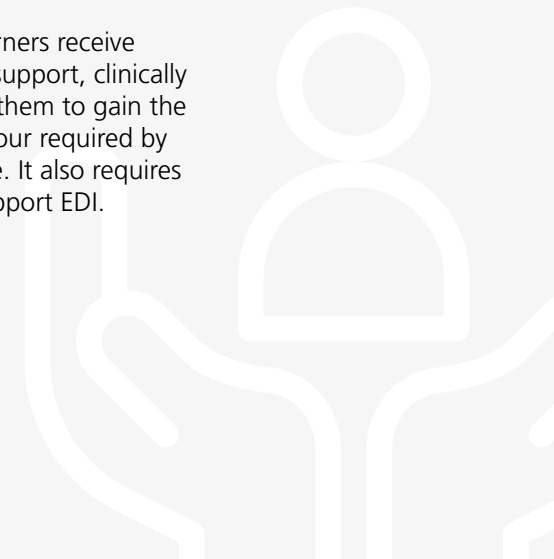 rners receive
support, clinically
them to gain the
our required by
e. It also requires
pport EDI.